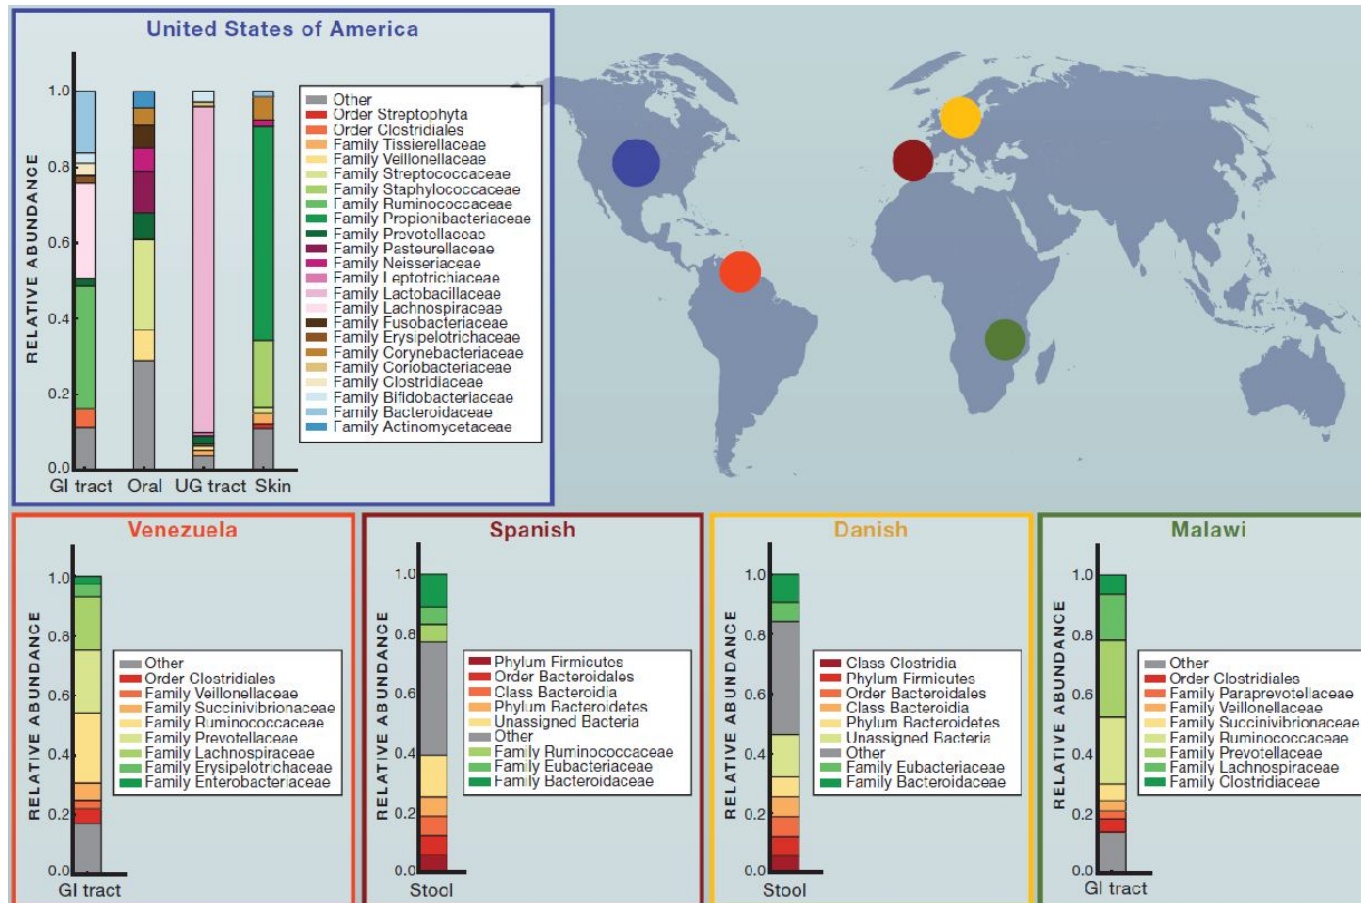 United States of America
RELATIVE ABUNDANCE
1.0
0.8
0.6
0.4
0.2
0.0
GI tract Oral UG tract Skin
Other
Order Streptophyta
Order Clostridiales
Family Tissierellaceae
Family Veillonellaceae
Family Streptococcaceae
Family Staphylococcaceae
Family Ruminococcaceae
Family Propionibacteriaceae
Family Prevotellaceae
Family Pasteurellaceae
Family Neisseriaceae
Family Leptotrichiaceae
Family Lactobacillaceae
Family Lachnospiraceae
Family Fusobacteriaceae
Family Erysipelotrichaceae
Family Corynebacteriaceae
Family Coriobacteriaceae
Family Clostridiaceae
Family Bifidobacteriaceae
Family Bacteroidaceae
Family Actinomycetaceae
Venezuela
RELATIVE ABUNDANCE
1.0
0.8
0.6
0.4
0.2
0.0
GI tract
Other
Order Clostridiales
Family Veillonellaceae
Family Succinivibrionaceae
Family Ruminococcaceae
Family Prevotellaceae
Family Lachnospiraceae
Family Erysipelotrichaceae
Family Enterobacteriaceae
Spanish
RELATIVE ABUNDANCE
1.0
0.8
0.6
0.4
0.2
0.0
Stool
Phylum Firmicutes
Order Bacteroidales
Class Bacteroidia
Phylum Bacteroidetes
Unassigned Bacteria
Other
Family Ruminococcaceae
Family Eubacteriaceae
Family Bacteroidaceae
Danish
RELATIVE ABUNDANCE
1.0
0.8
0.6
0.4
0.2
0.0
Stool
Class Clostridia
Phylum Firmicutes
Order Bacteroidales
Class Bacteroidia
Phylum Bacteroidetes
Unassigned Bacteria
Other
Family Eubacteriaceae
Family Bacteroidaceae
Malawi
RELATIVE ABUNDANCE
1.0
0.8
0.6
0.4
0.2
0.0
GI tract
Other
Order Clostridiales
Family Paraprevotellaceae
Family Veillonellaceae
Family Succinivibrionaceae
Family Ruminococcaceae
Family Prevotellaceae
Family Lachnospiraceae
Family Clostridiaceae